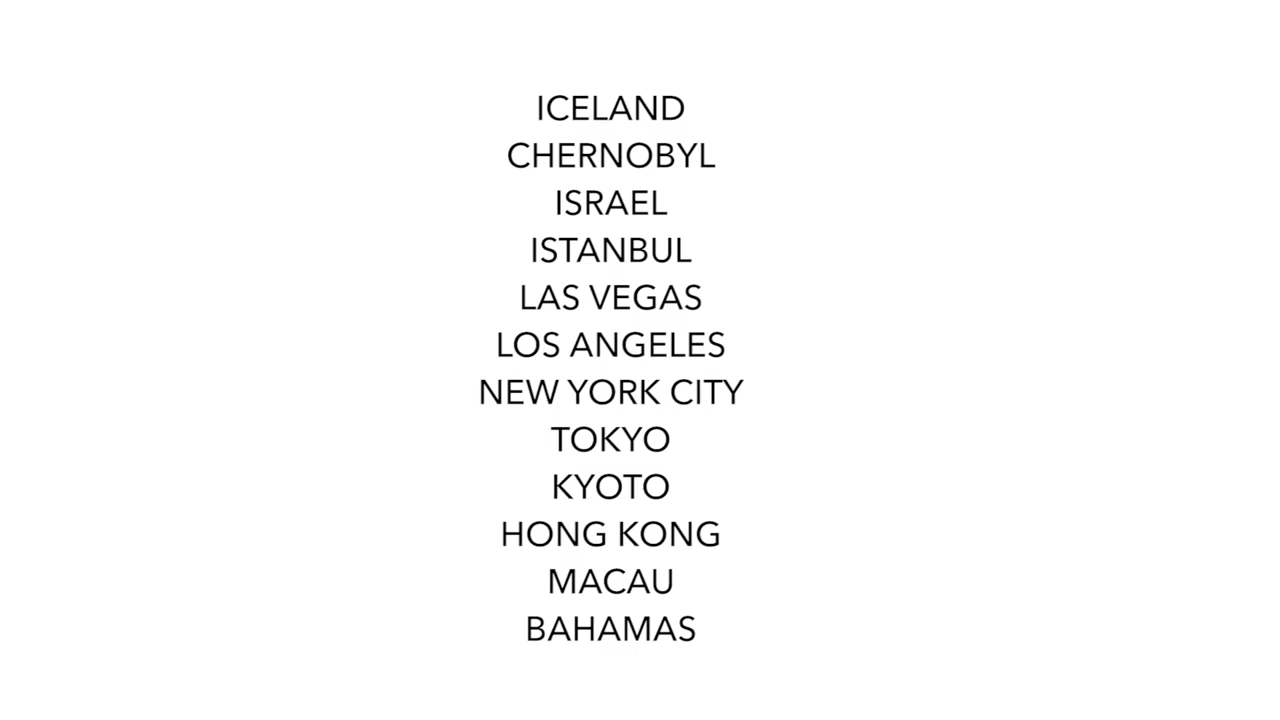 ICELAND
CHERNOBYL
ISRAEL
ISTANBUL
LAS VEGAS
LOS ANGELES
NEW YORK CITY
TOKYO
KYOTO
HONG KONG
MACAU
BAHAMAS